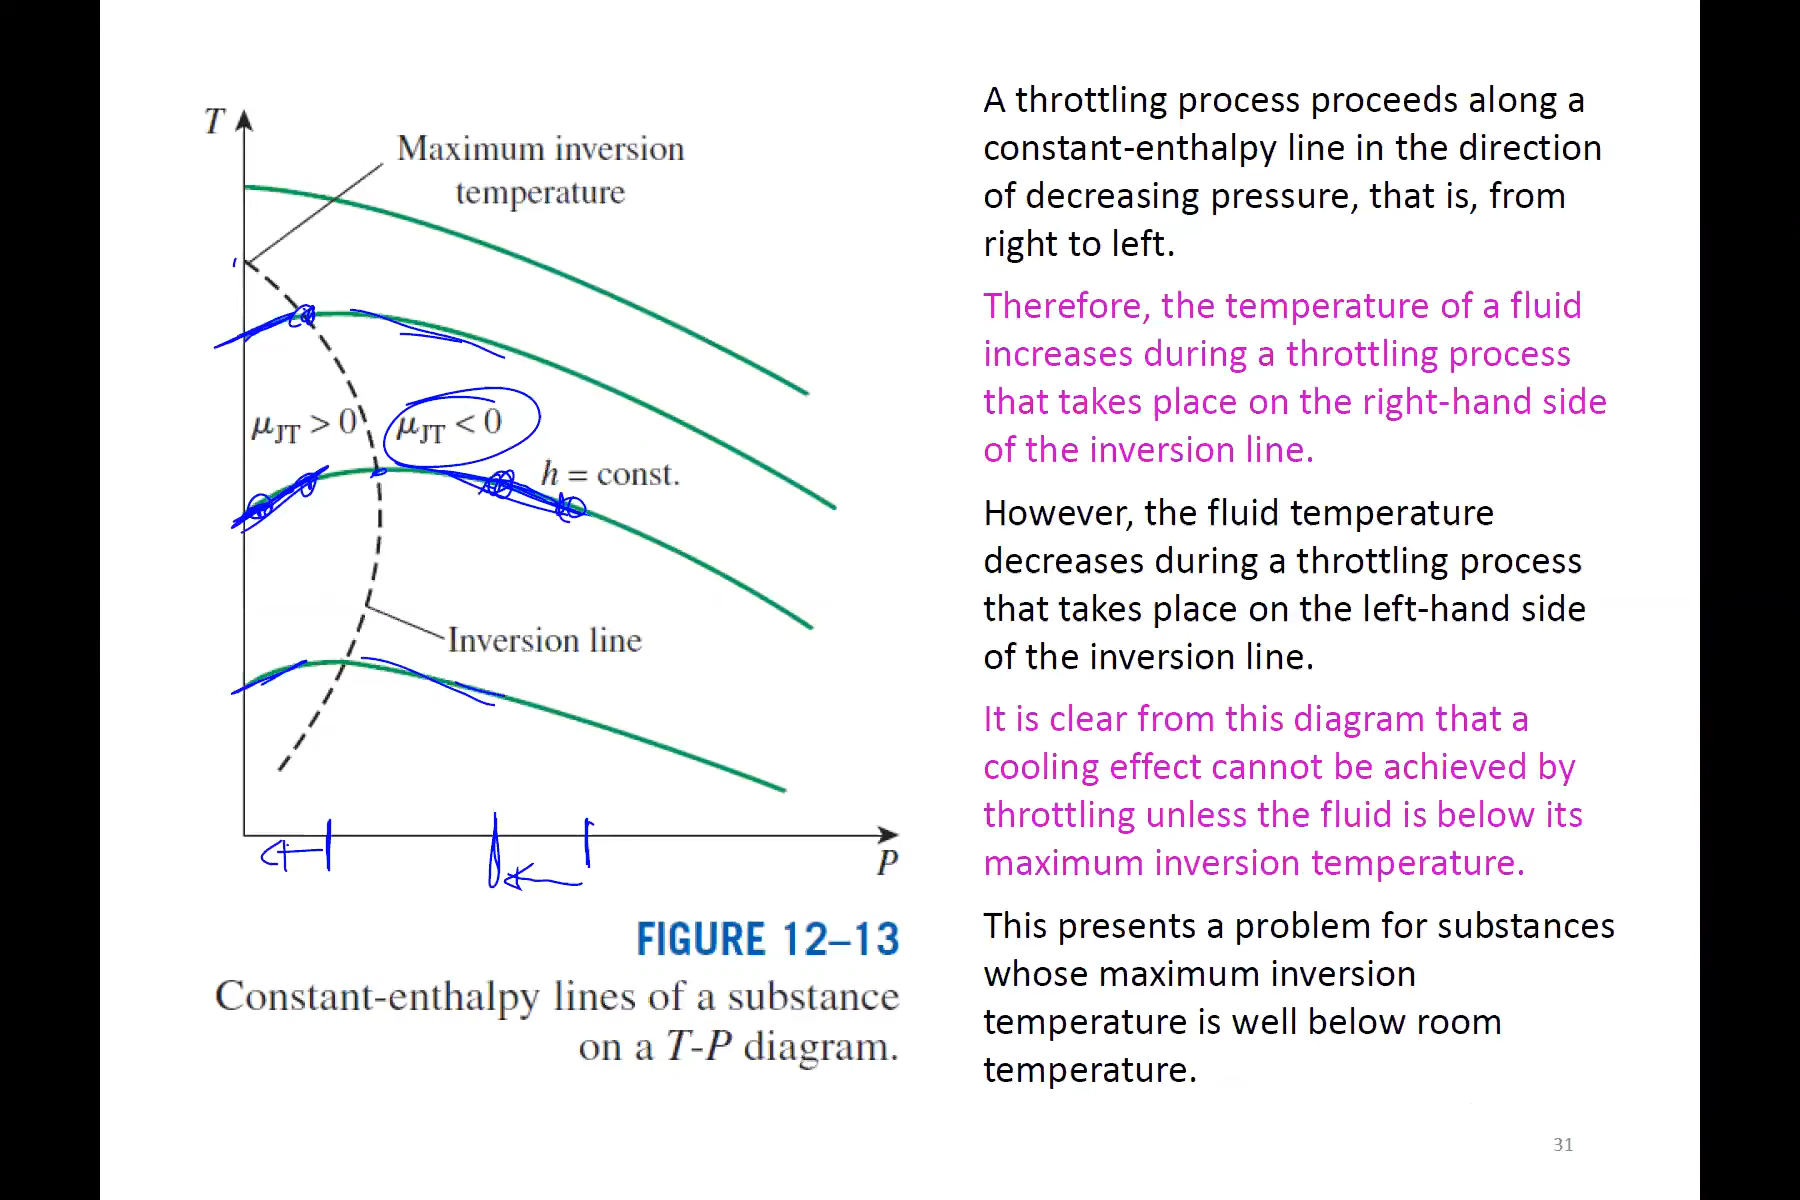 T
Maximum inversion
temperature
μJT > 0
μJT < 0
h = const.
Inversion line
P
FIGURE 12–13
Constant-enthalpy lines of a substance
on a T-P diagram.
A throttling process proceeds along a
constant-enthalpy line in the direction
of decreasing pressure, that is, from
right to left.
Therefore, the temperature of a fluid
increases during a throttling process
that takes place on the right-hand side
of the inversion line.
However, the fluid temperature
decreases during a throttling process
that takes place on the left-hand side
of the inversion line.
It is clear from this diagram that a
cooling effect cannot be achieved by
throttling unless the fluid is below its
maximum inversion temperature.
This presents a problem for substances
whose maximum inversion
temperature is well below room
temperature.
31